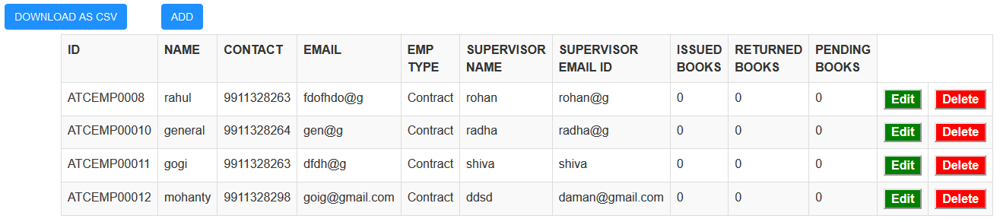 DOWNLOAD AS CSV ADD
ID NAME CONTACT EMAIL EMP TYPE SUPERVISOR NAME SUPERVISOR EMAIL ID ISSUED BOOKS RETURNED BOOKS PENDING BOOKS
ATCEMP0008 rahul 9911328263 fdofhdo@g Contract rohan rohan@g 0 0 0 Edit Delete
ATCEMP00010 general 9911328264 gen@g Contract radha radha@g 0 0 0 Edit Delete
ATCEMP00011 gogi 9911328263 dfdh@g Contract shiva shiva 0 0 0 Edit Delete
ATCEMP00012 mohanty 9911328298 goig@gmail.com Contract ddsd daman@gmail.com 0 0 0 Edit Delete